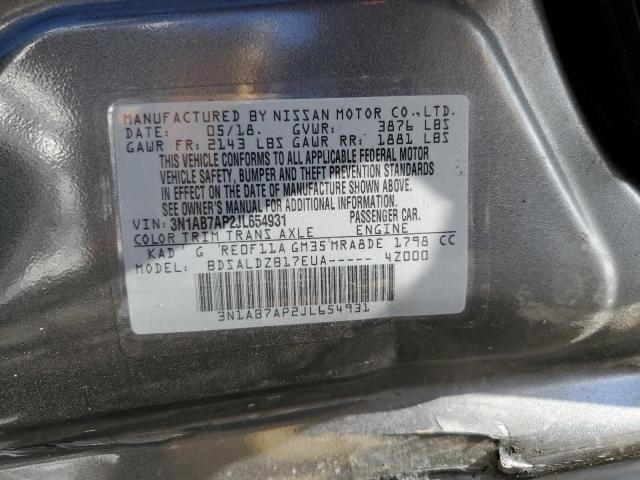 MANUFACTURED BY NISSAN MOTOR CO., LTD.
DATE: 05/18. GVWR: 3876 LBS
GAWR FR: 2143 LBS GAWR RR: 1881 LBS
THIS VEHICLE CONFORMS TO ALL APPLICABLE FEDERAL MOTOR
VEHICLE SAFETY, BUMPER AND THEFT PREVENTION STANDARDS
IN EFFECT ON THE DATE OF MANUFACTURE SHOWN ABOVE.
SEE OWNER'S MANUAL FOR ADDITIONAL INFORMATION.
VIN: 3N1AB7AP2JL654931 PASSENGER CAR.
COLOR TRIM TRANS AXLE ENGINE
KAD G RE0F11A GM35 MRA8DE 1798 CC
MODEL: BDSALDZB17EUA----- 4Z000
3N1AB7AP2JL654931